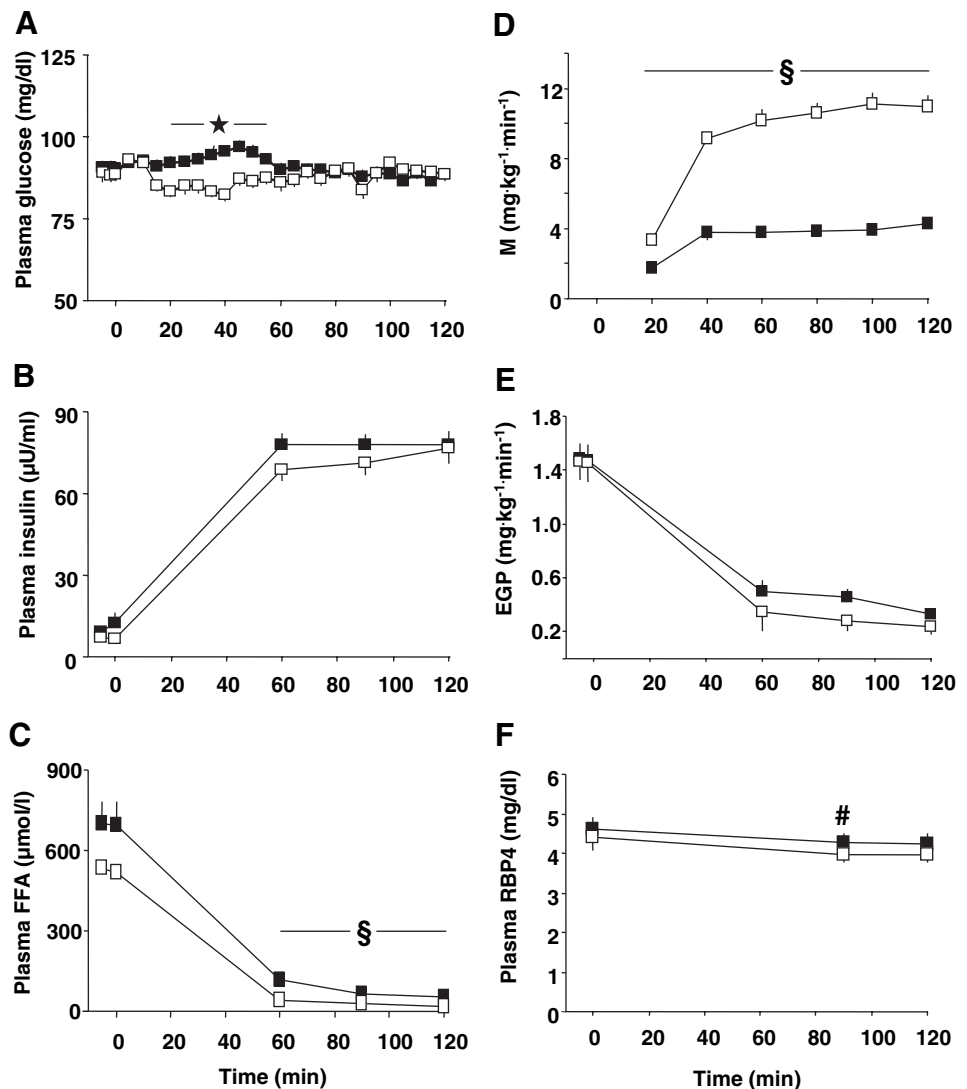 A
Plasma glucose (mg/dl)
125
100
75
50
★
0 20 40 60 80 100 120
B
Plasma insulin (µU/ml)
90
60
30
0
0 20 40 60 80 100 120
C
Plasma FFA (µmol/l)
900
600
300
0
§
0 20 40 60 80 100 120
Time (min)
D
M (mg·kg⁻¹·min⁻¹)
12
8
4
0
§
0 20 40 60 80 100 120
E
EGP (mg·kg⁻¹·min⁻¹)
1.8
1.4
1.0
0.6
0.2
0 20 40 60 80 100 120
F
Plasma RBP4 (mg/dl)
6
5
4
3
2
1
0
#
0 20 40 60 80 100 120
Time (min)